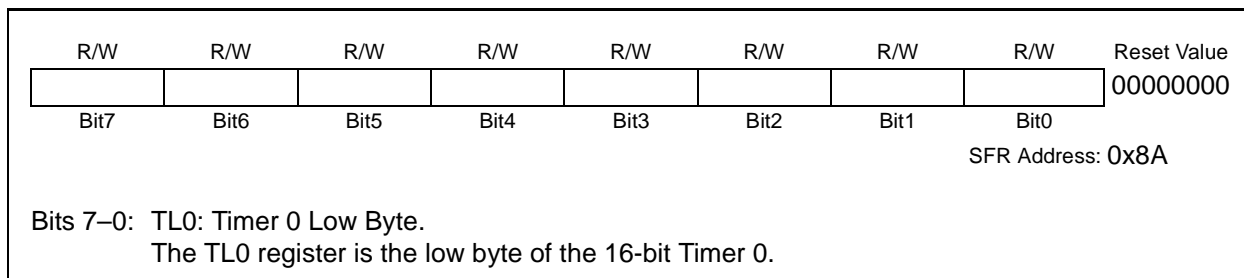 R/W R/W R/W R/W R/W R/W R/W R/W Reset Value
00000000
Bit7 Bit6 Bit5 Bit4 Bit3 Bit2 Bit1 Bit0
SFR Address: 0x8A
Bits 7–0: TL0: Timer 0 Low Byte.
The TL0 register is the low byte of the 16-bit Timer 0.